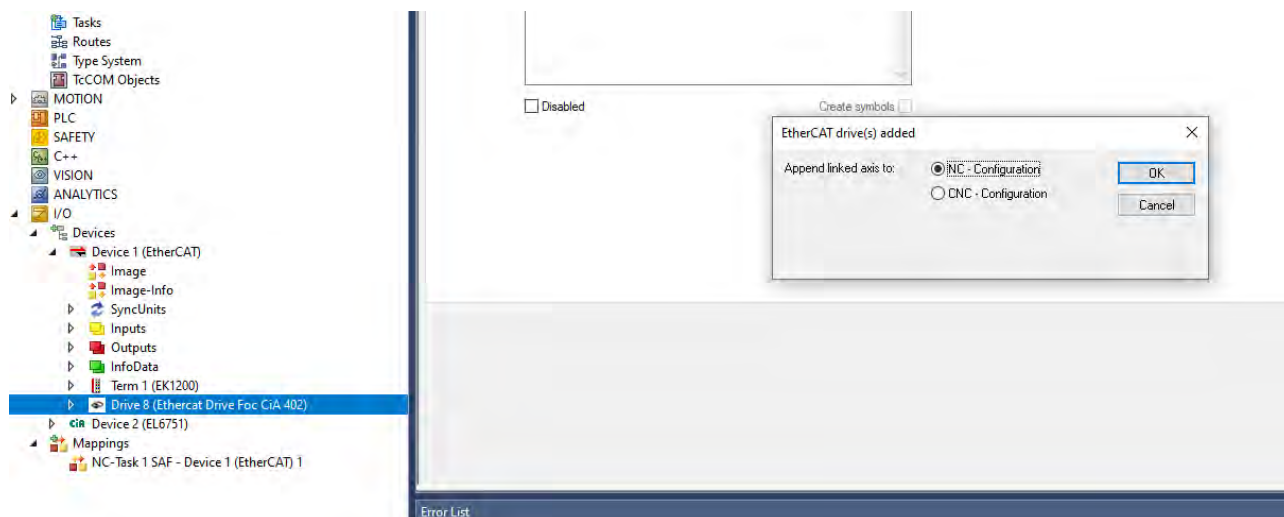 Tasks
Routes
Type System
TcCOM Objects
MOTION
PLC
SAFETY
C++
VISION
ANALYTICS
I/O
Devices
Device 1 (EtherCAT)
Image
Image-Info
SyncUnits
Inputs
Outputs
InfoData
Term 1 (EK1200)
Drive 8 (Ethercat Drive Foc CiA 402)
CiA Device 2 (EL6751)
Mappings
NC-Task 1 SAF - Device 1 (EtherCAT) 1
Disabled
Create symbols
EtherCAT drive(s) added
Append linked axis to:
NC - Configuration
OK
CNC - Configuration
Cancel
Error List